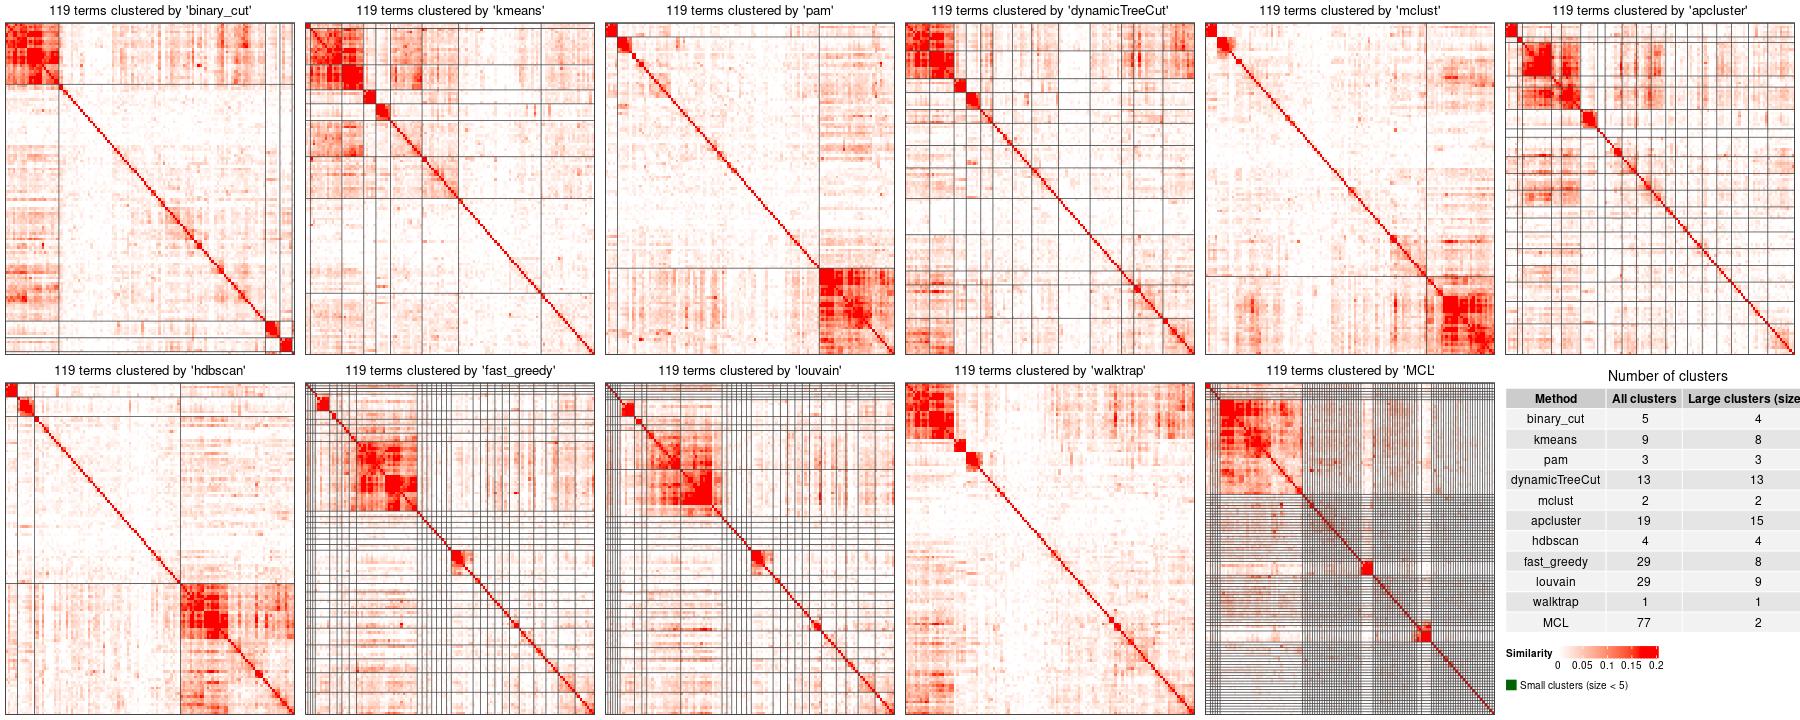 119 terms clustered by 'binary_cut'
119 terms clustered by 'kmeans'
119 terms clustered by 'pam'
119 terms clustered by 'dynamicTreeCut'
119 terms clustered by 'mclust'
119 terms clustered by 'apcluster'
119 terms clustered by 'hdbscan'
119 terms clustered by 'fast_greedy'
119 terms clustered by 'louvain'
119 terms clustered by 'walktrap'
119 terms clustered by 'MCL'
Number of clusters
Method All clusters Large clusters (size
binary_cut 5 4
kmeans 9 8
pam 3 3
dynamicTreeCut 13 13
mclust 2 2
apcluster 19 15
hdbscan 4 4
fast_greedy 29 8
louvain 29 9
walktrap 1 1
MCL 77 2
Similarity
0 0.05 0.1 0.15 0.2
Small clusters (size < 5)